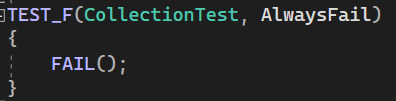 TEST_F(CollectionTest, AlwaysFail)
{
    FAIL();
}